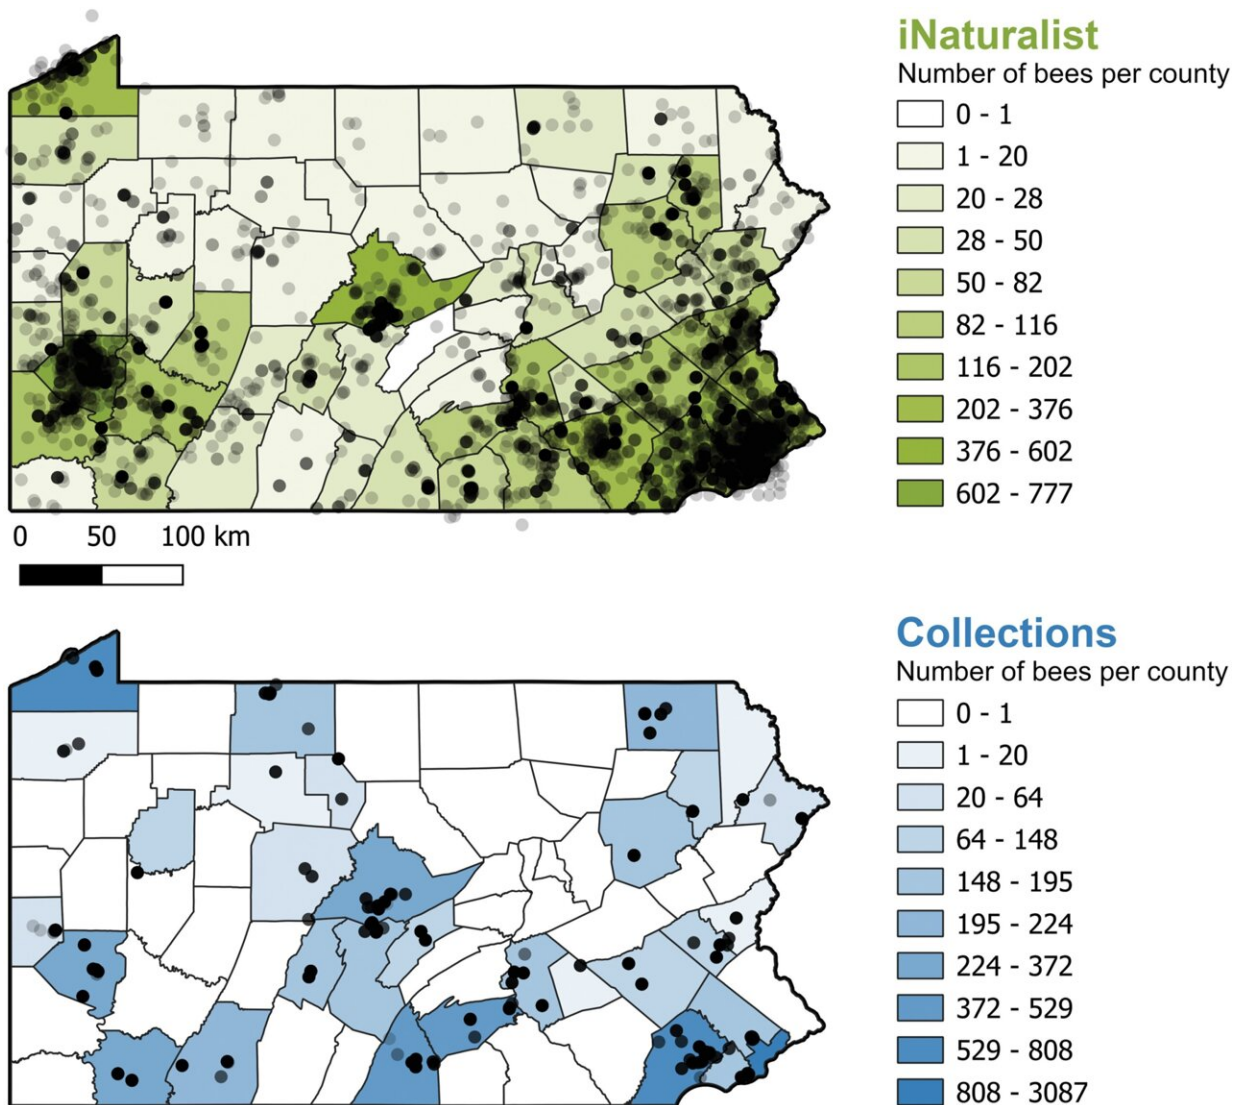 iNaturalist
Number of bees per county
0 - 1
1 - 20
20 - 28
28 - 50
50 - 82
82 - 116
116 - 202
202 - 376
376 - 602
602 - 777
0 50 100 km
Collections
Number of bees per county
0 - 1
1 - 20
20 - 64
64 - 148
148 - 195
195 - 224
224 - 372
372 - 529
529 - 808
808 - 3087